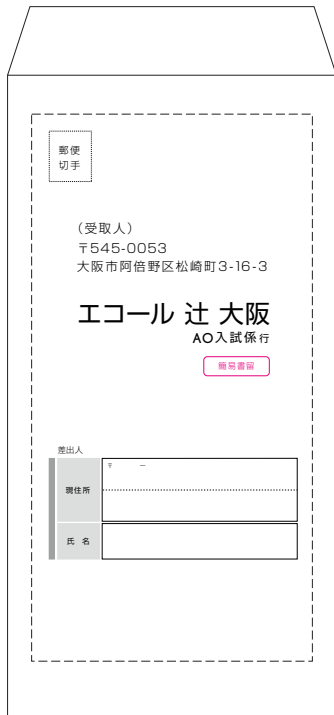 郵便
切手
（受取人）
〒545-0053
大阪市阿倍野区松崎町3-16-3
エコール 辻 大阪
AO入試係行
簡易書留
差出人
〒　－
現住所
氏 名